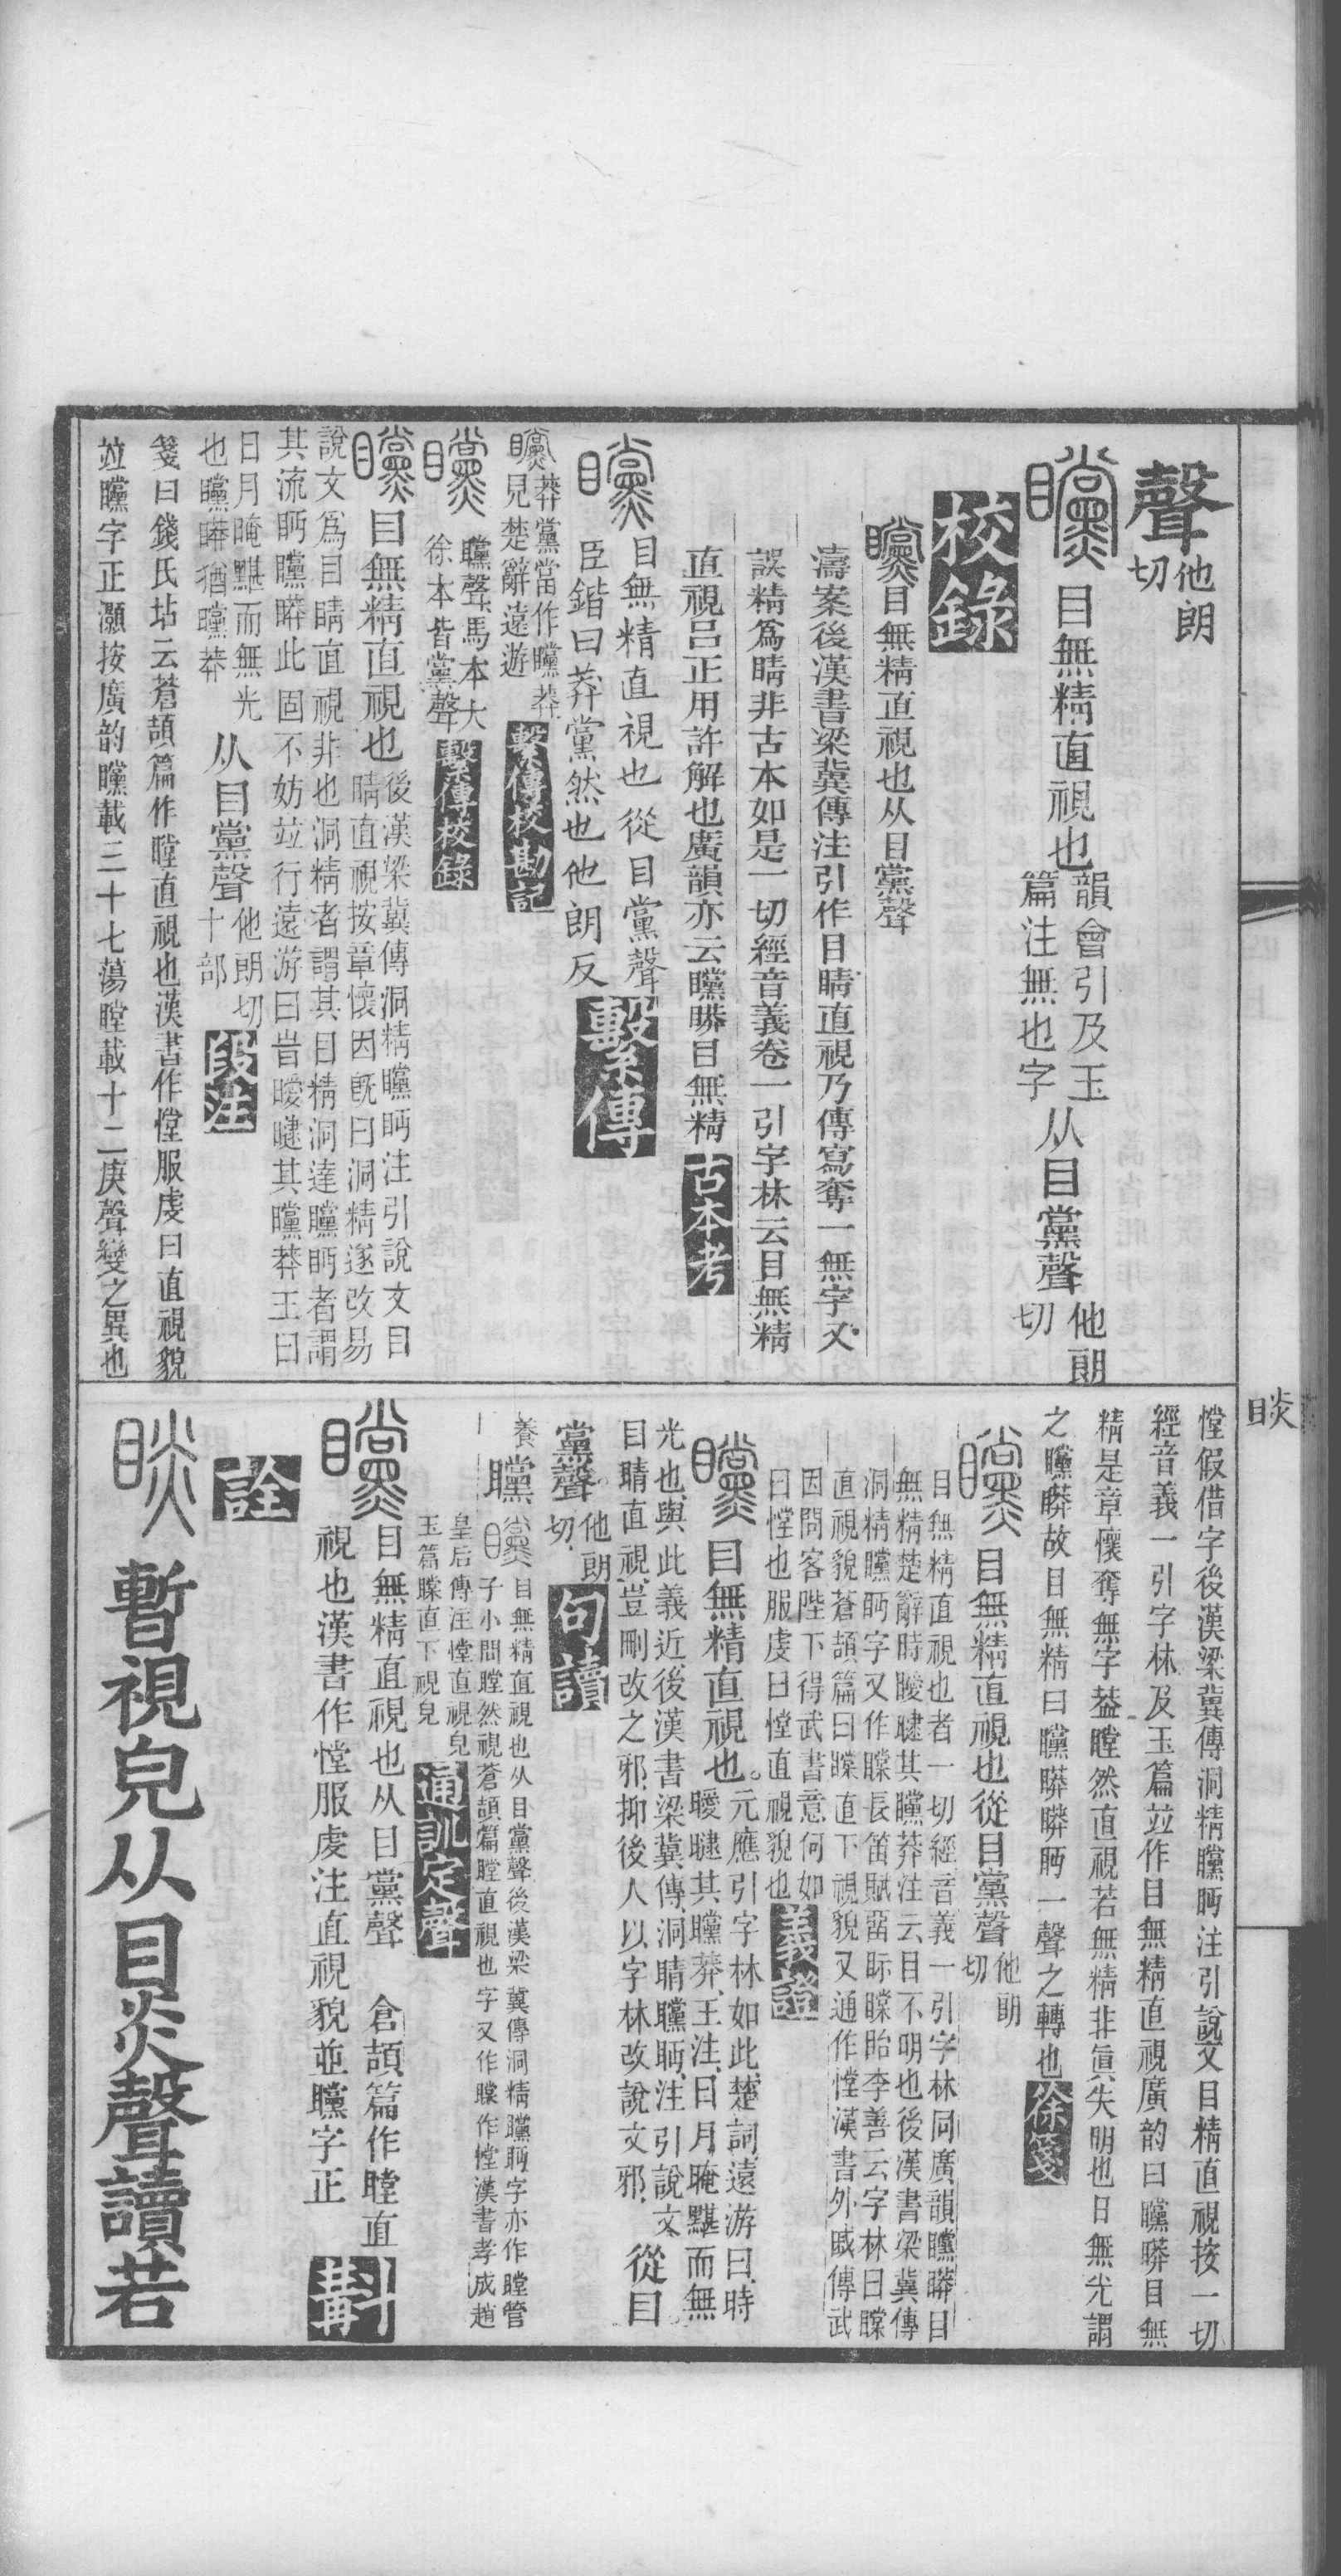 聲他朗切
矘目無精直視也韻會引及玉篇注無也字从目黨聲他朗切
校錄
矘目無精直視也从目黨聲
濤案後漢書梁冀傳注引作目睛直視乃傳寫奪一無字又
誤精爲睛非古本如是一切經音義卷一引字林云目無精
直視吕正用許解也廣韻亦云矘䁳目無精古本考
矘目無精直視也從目黨聲
臣鍇曰莽黨然也他朗反繫傳
矘莽黨當作矘莽
見楚辭遠遊繫傳校勘記
矘矘聲馬本大
徐本皆黨聲繫傳校錄
矘目無精直視也後漢梁冀傳洞精矘眄注引說文目
睛直視按章懷因旣曰洞精遂改易
說文爲目睛直視非也洞精者謂其目精洞達矘眄者謂
其流眄矘䁳此固不妨竝行遠游曰旹曖曃其矘莽王曰
日月晻黮而無光
也矘䁳猶矘莽从目黨聲他朗切
十部段注
箋曰錢氏坫云蒼頡篇作瞠直視也漢書作憆服虔曰直視貌
竝矘字正灝按廣韵矘載三十七蕩瞠載十二庚聲變之異也
睒
憆假借字後漢梁冀傳洞精矘眄注引說文目精直視按一切
經音義一引字林及玉篇竝作目無精直視廣韵曰矘䁳目無
精是章懷奪無字葢瞠然直視若無精非眞失明也日無光謂
之矘䁳故目無精曰矘䁳䁳眄一聲之轉也徐箋
矘目無精直視也從目黨聲他朗切
目無精直視也者一切經音義一引字林同廣韻矘䁳目
無精楚辭時曖曃其矘莽注云目不明也後漢書梁冀傳
洞精矘眄字又作矘長笛賦䍃眎矘眙李善云字林曰矘
直視貌蒼頡篇曰矘直下視貌又通作憆漢書外戚傳武
因問客陛下得武書意何如
曰憆也服虔曰憆直視貌也義證
矘目無精直視也元應引字林如此楚詞遠游曰時
曖曃其矘莽王注日月晻黮而無
光也與此義近後漢書梁冀傳洞睛矘眄注引說文
目睛直視豈刪改之邪抑後人以字林改說文邪從目
黨聲他朗切句讀
養矘矘目無精直視也从目黨聲後漢梁冀傳洞精矘眄字亦作瞠管
子小問瞠然視蒼頡篇瞠直視也字又作矘作憆漢書孝成趙
皇后傳注憆直視皃
玉篇矘直下視皃通訓定聲
矘目無精直視也从目黨聲 倉頡篇作瞠直
視也漢書作憆服虔注直視貌並矘字正斠
詮
睒暫視皃从目炎聲讀若